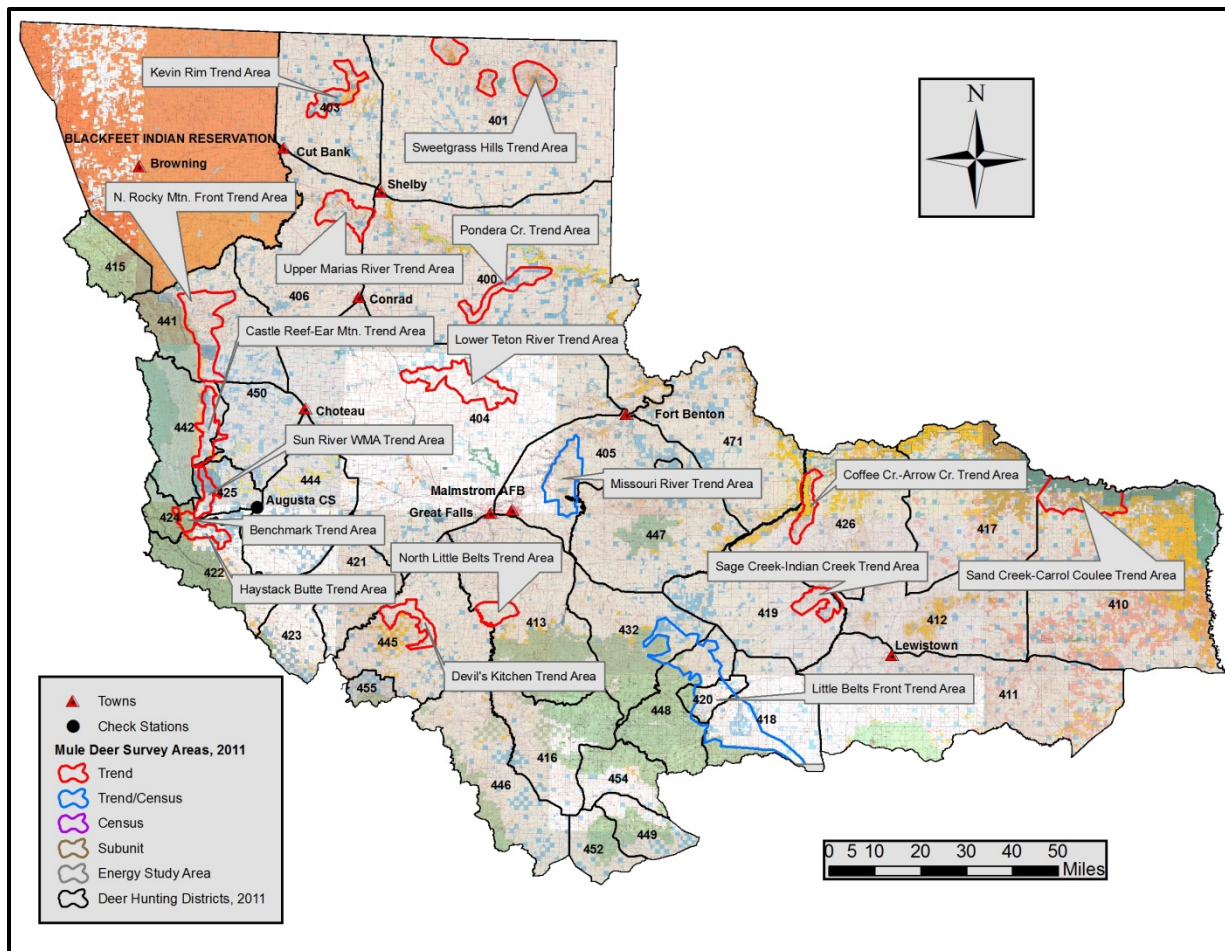 Kevin Rim Trend Area
403
401
Sweetgrass Hills Trend Area
N
BLACKFEET INDIAN RESERVATION
Cut Bank
Browning
Shelby
N. Rocky Mtn. Front Trend Area
Pondera Cr. Trend Area
415
Upper Marias River Trend Area
400
406
Conrad
441
Castle Reef-Ear Mtn. Trend Area
Lower Teton River Trend Area
450
404
Choteau
Fort Benton
442
Sun River WMA Trend Area
405
471
Coffee Cr.-Arrow Cr. Trend Area
425
444
Missouri River Trend Area
Augusta CS
Malmstrom AFB
Great Falls
424
Benchmark Trend Area
426
417
447
North Little Belts Trend Area
421
Sage Creek-Indian Creek Trend Area
Sand Creek-Carrol Coulee Trend Area
422
Haystack Butte Trend Area
410
419
412
413
432
423
445
Lewistown
Devil's Kitchen Trend Area
Little Belts Front Trend Area
455
420
418
411
448
416
446
454
449
452
Towns
Check Stations
Mule Deer Survey Areas, 2011
Trend
Trend/Census
Census
Subunit
Energy Study Area
Deer Hunting Districts, 2011
0 5 10 20 30 40 50
Miles